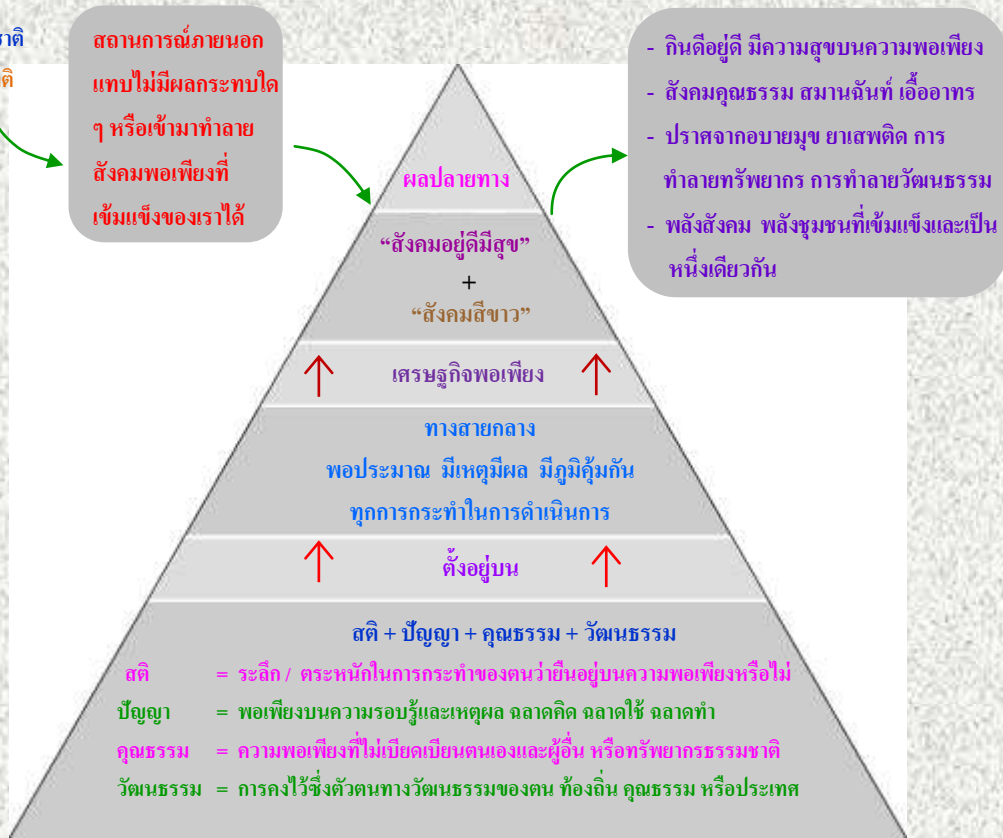 สถานการณ์ภายนอก
แทบไม่มีผลกระทบใด
ๆ หรือเข้ามาทำลาย
สังคมพอเพียงที่
เข้มแข็งของเราได้
- กินดีอยู่ดี มีความสุขบนความพอเพียง
- สังคมคุณธรรม สมานฉันท์ เอื้ออาทร
- ปราศจากอบายมุข ยาเสพติด การ
ทำลายทรัพยากร การทำลายวัฒนธรรม
- พลังสังคม พลังชุมชนที่เข้มแข็งและเป็น
หนึ่งเดียวกัน
ผลปลายทาง
“สังคมอยู่ดีมีสุข”
+
“สังคมสีขาว”
เศรษฐกิจพอเพียง
ทางสายกลาง
พอประมาณ มีเหตุมีผล มีภูมิคุ้มกัน
ทุกการกระทำในการดำเนินการ
ตั้งอยู่บน
สติ + ปัญญา + คุณธรรม + วัฒนธรรม
สติ = ระลึก / ตระหนักในการกระทำของตนว่ายืนอยู่บนความพอเพียงหรือไม่
ปัญญา = พอเพียงบนความรอบรู้และเหตุผล ฉลาดคิด ฉลาดใช้ ฉลาดทำ
คุณธรรม = ความพอเพียงที่ไม่เบียดเบียนตนเองและผู้อื่น หรือทรัพยากรธรรมชาติ
วัฒนธรรม = การคงไว้ซึ่งตัวตนทางวัฒนธรรมของตน ท้องถิ่น คุณธรรม หรือประเทศ